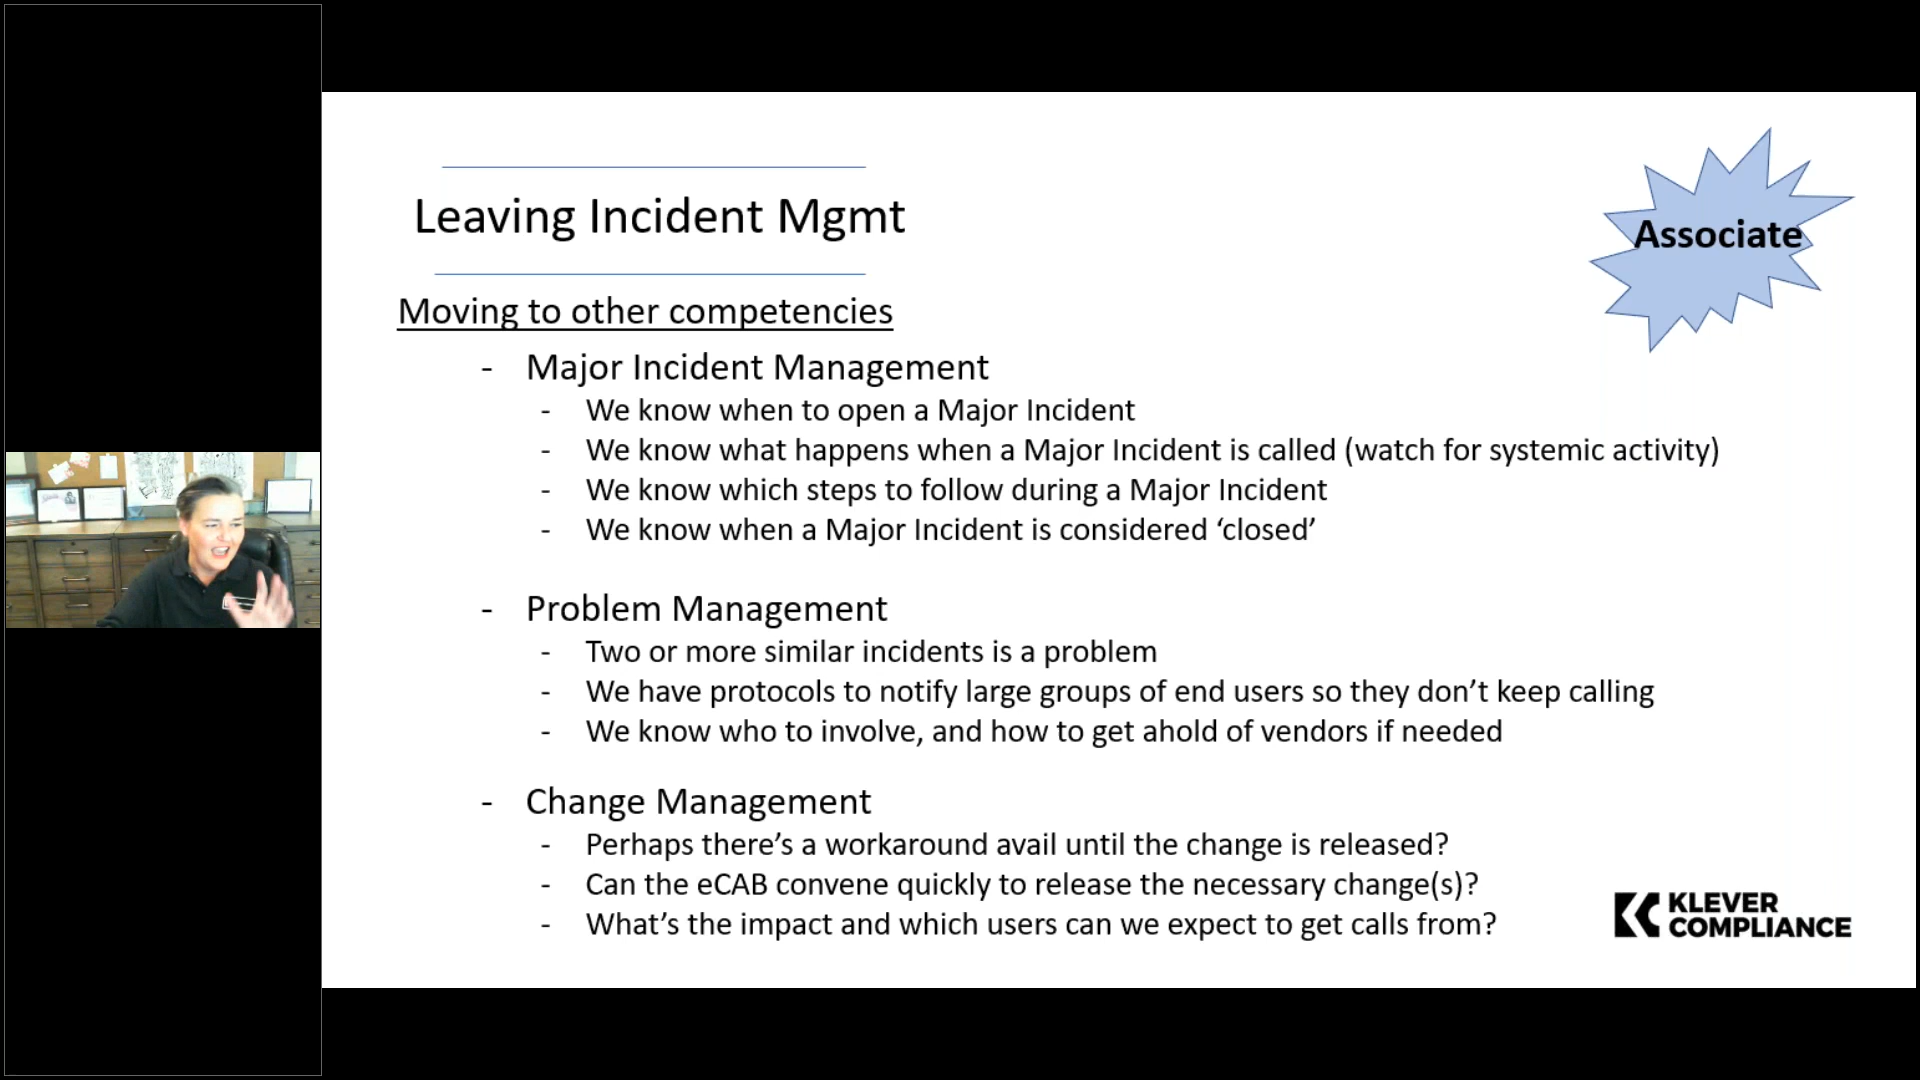 Leaving Incident Mgmt
Associate
Moving to other competencies
- Major Incident Management
- We know when to open a Major Incident
- We know what happens when a Major Incident is called (watch for systemic activity)
- We know which steps to follow during a Major Incident
- We know when a Major Incident is considered ‘closed’
- Problem Management
- Two or more similar incidents is a problem
- We have protocols to notify large groups of end users so they don’t keep calling
- We know who to involve, and how to get ahold of vendors if needed
- Change Management
- Perhaps there’s a workaround avail until the change is released?
- Can the eCAB convene quickly to release the necessary change(s)?
- What’s the impact and which users can we expect to get calls from?
KLEVER
COMPLIANCE